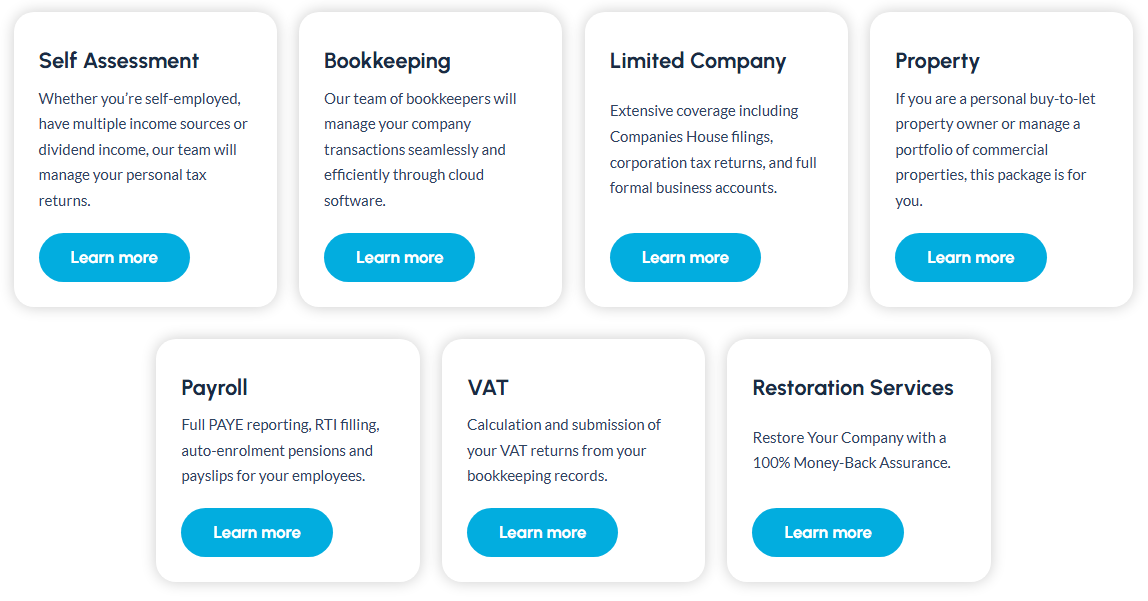 Self Assessment
Whether you’re self-employed,
have multiple income sources or
dividend income, our team will
manage your personal tax
returns.
Learn more
Bookkeeping
Our team of bookkeepers will
manage your company
transactions seamlessly and
efficiently through cloud
software.
Learn more
Limited Company
Extensive coverage including
Companies House filings,
corporation tax returns, and full
formal business accounts.
Learn more
Property
If you are a personal buy-to-let
property owner or manage a
portfolio of commercial
properties, this package is for
you.
Learn more
Payroll
Full PAYE reporting, RTI filling,
auto-enrolment pensions and
payslips for your employees.
Learn more
VAT
Calculation and submission of
your VAT returns from your
bookkeeping records.
Learn more
Restoration Services
Restore Your Company with a
100% Money-Back Assurance.
Learn more